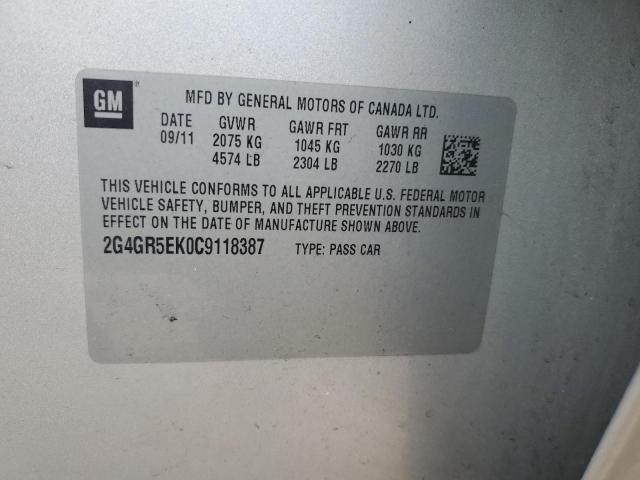 GM
MFD BY GENERAL MOTORS OF CANADA LTD.
DATE GVWR GAWR FRT GAWR RR
09/11 2075 KG 1045 KG 1030 KG
4574 LB 2304 LB 2270 LB
THIS VEHICLE CONFORMS TO ALL APPLICABLE U.S. FEDERAL MOTOR
VEHICLE SAFETY, BUMPER, AND THEFT PREVENTION STANDARDS IN
EFFECT ON THE DATE OF MANUFACTURE SHOWN ABOVE.
2G4GR5EK0C9118387 TYPE: PASS CAR